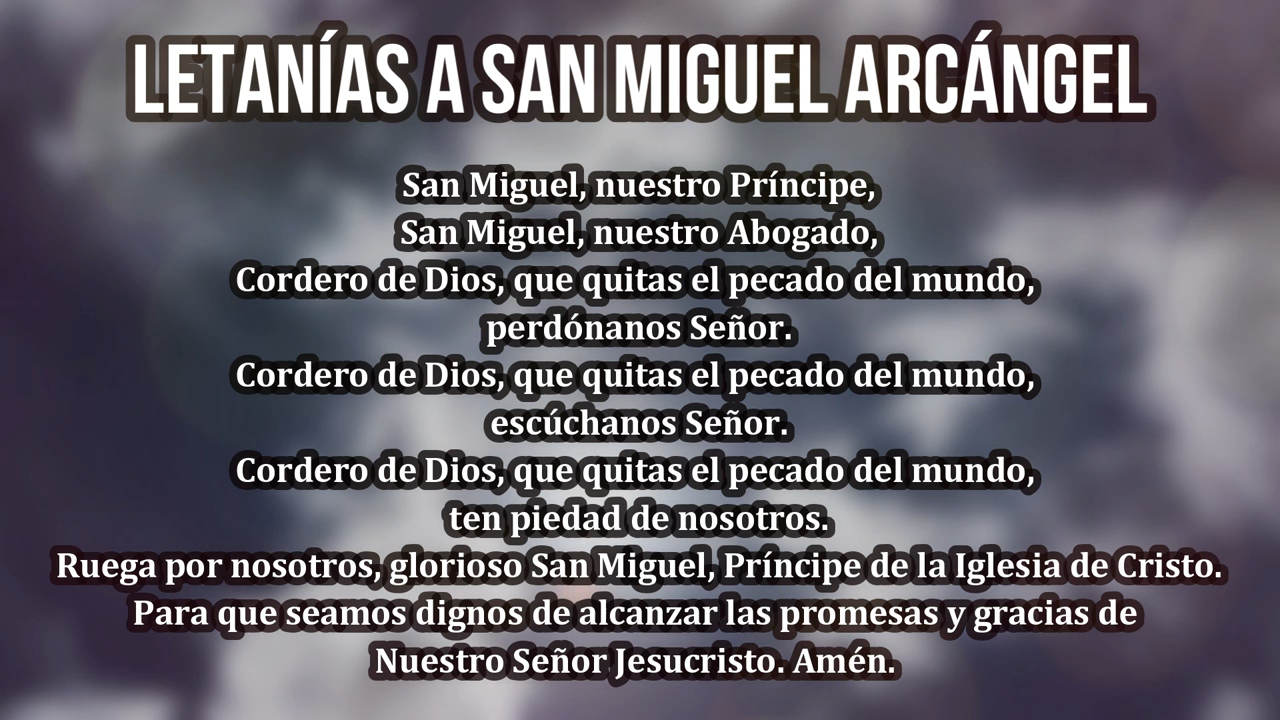 LETANÍAS A SAN MIGUEL ARCÁNGEL
San Miguel, nuestro Príncipe,
San Miguel, nuestro Abogado,
Cordero de Dios, que quitas el pecado del mundo,
perdónanos Señor.
Cordero de Dios, que quitas el pecado del mundo,
escúchanos Señor.
Cordero de Dios, que quitas el pecado del mundo,
ten piedad de nosotros.
Ruega por nosotros, glorioso San Miguel, Príncipe de la Iglesia de Cristo.
Para que seamos dignos de alcanzar las promesas y gracias de
Nuestro Señor Jesucristo. Amén.